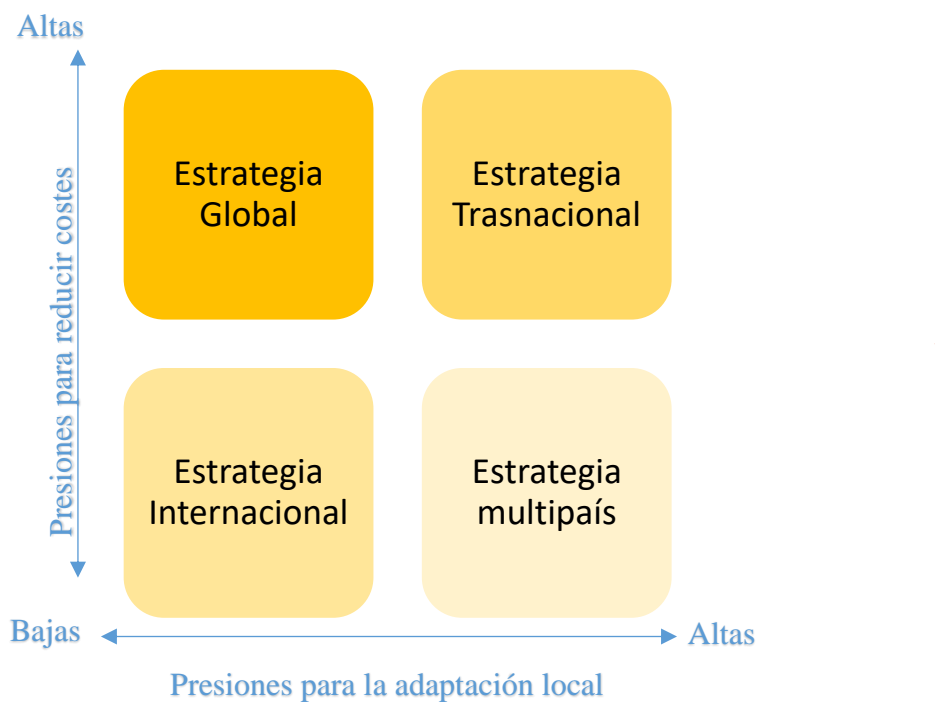 Altas
Presiones para reducir costes
Estrategia
Global
Estrategia
Trasnacional
Estrategia
Internacional
Estrategia
multipaís
Bajas
Altas
Presiones para la adaptación local